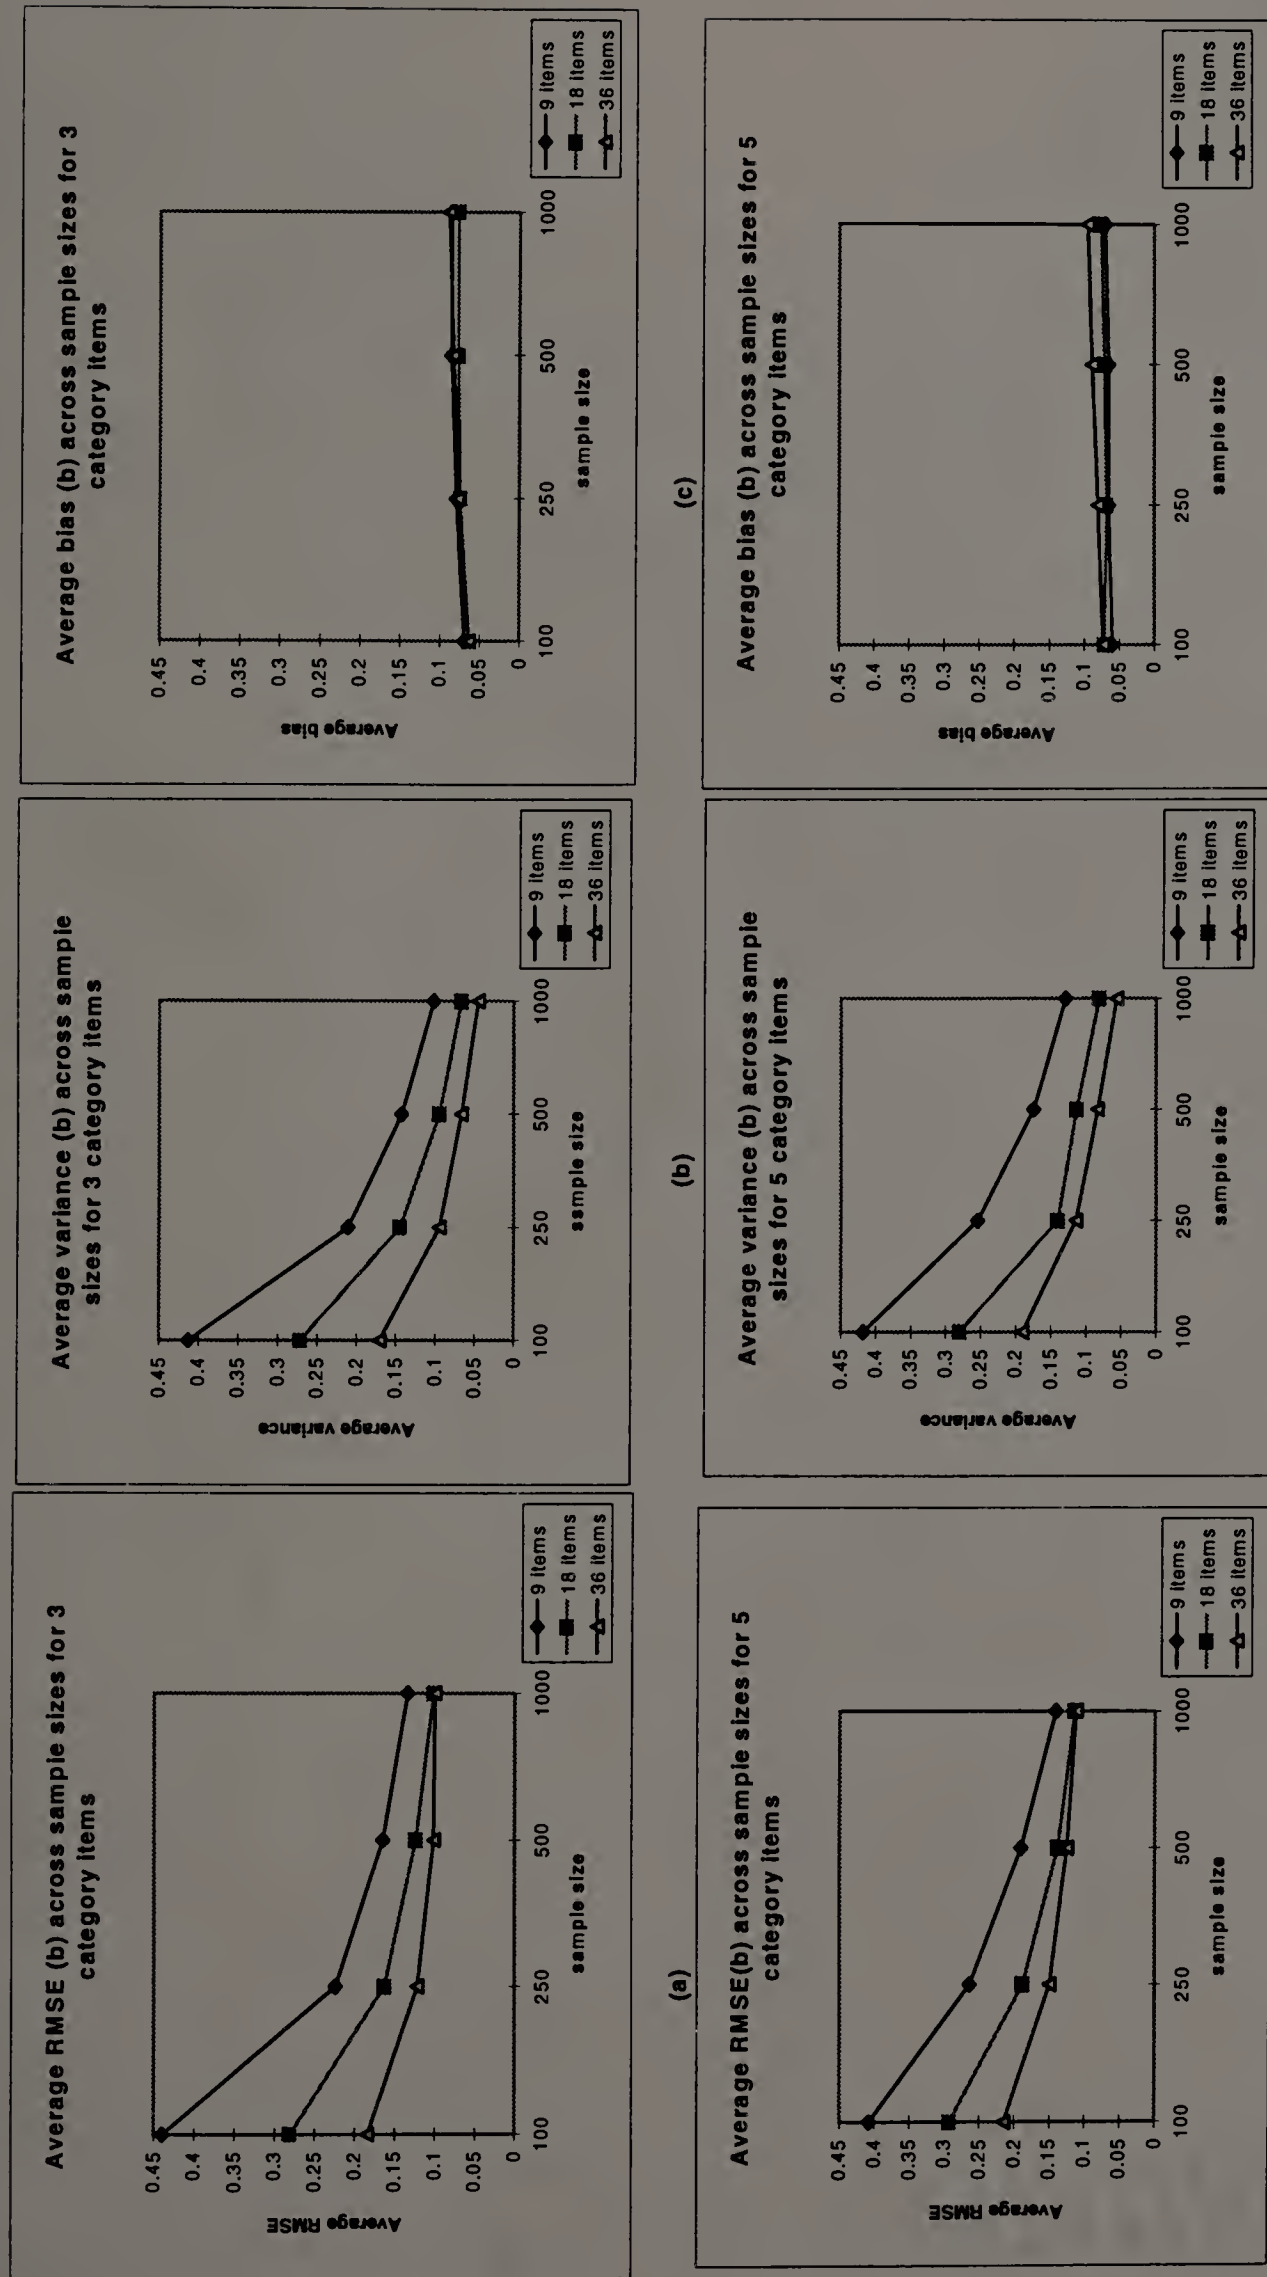 Average RMSE (b) across sample sizes for 3
category items
Average RMSE
0.45
0.4
0.35
0.3
0.25
0.2
0.15
0.1
0.05
0
100
250
500
1000
sample size
9 items
18 items
36 items
(a)
Average variance (b) across sample
sizes for 3 category items
Average variance
0.45
0.4
0.35
0.3
0.25
0.2
0.15
0.1
0.05
0
100
250
500
1000
ssmple size
9 items
18 items
36 items
(b)
Average bias (b) across sample sizes for 3
category items
Average bias
0.45
0.4
0.35
0.3
0.25
0.2
0.15
0.1
0.05
0
100
250
500
1000
sample size
9 items
18 items
36 items
(c)
Average RMSE(b) across sample sizes for 5
category items
Average RMSE
0.45
0.4
0.35
0.3
0.25
0.2
0.15
0.1
0.05
0
100
250
500
1000
sample size
9 items
18 items
36 items
Average variance (b) across sample
sizes for 5 category items
Average variance
0.45
0.4
0.35
0.3
0.25
0.2
0.15
0.1
0.05
0
100
250
500
1000
sample size
9 items
18 items
36 items
Average bias (b) across sample sizes for 5
category items
Average bias
0.45
0.4
0.35
0.3
0.25
0.2
0.15
0.1
0.05
0
100
250
500
1000
sample size
9 items
18 items
36 items